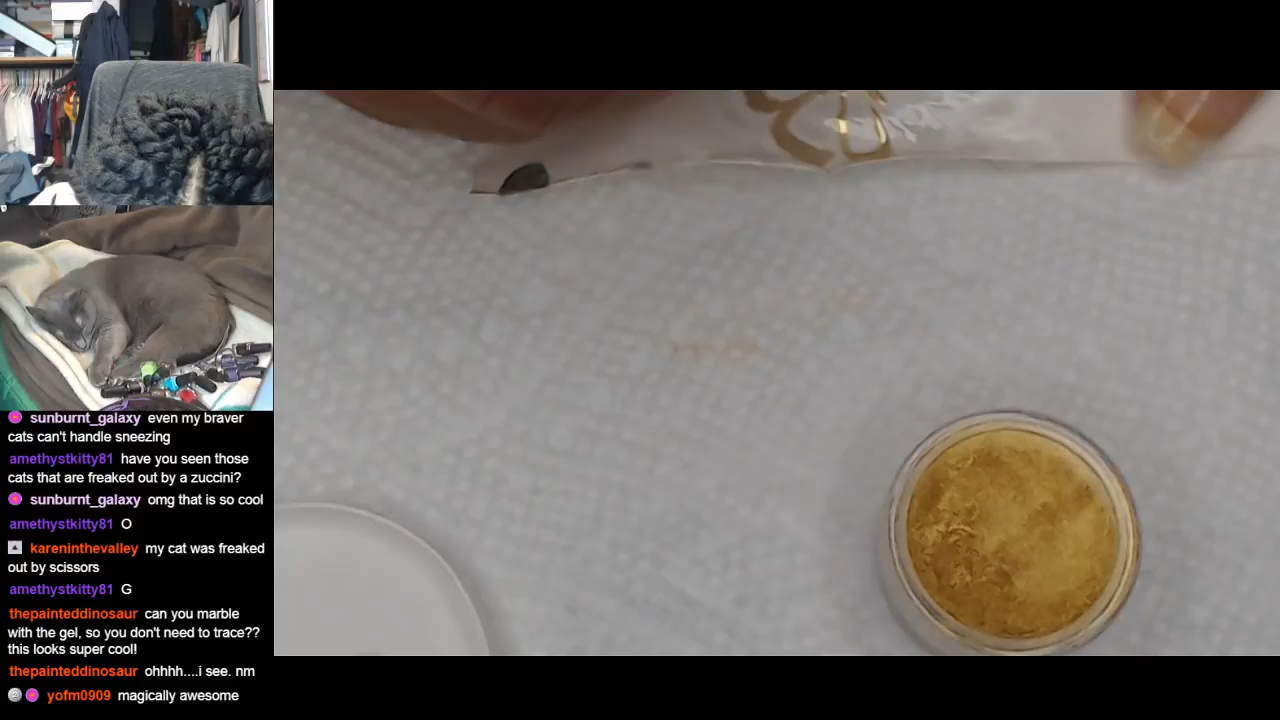 sunburnt_galaxy even my braver
cats can't handle sneezing
amethystkitty81 have you seen those
cats that are freaked out by a zuccini?
sunburnt_galaxy omg that is so cool
amethystkitty81 O
kareninthevalley my cat was freaked
out by scissors
amethystkitty81 G
thepainteddinosaur can you marble
with the gel, so you don't need to trace??
this looks super cool!
thepainteddinosaur ohhhh....i see. nm
yofm0909 magically awesome